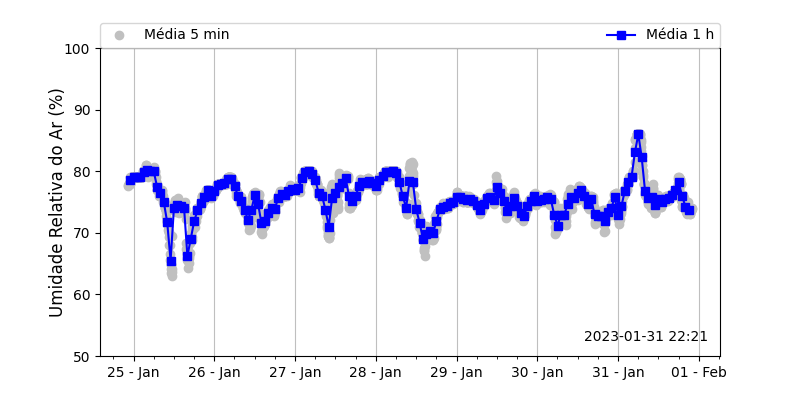 Média 5 min
Média 1 h
Umidade Relativa do Ar (%)
100
90
80
70
60
50
2023-01-31 22:21
25 - Jan
26 - Jan
27 - Jan
28 - Jan
29 - Jan
30 - Jan
31 - Jan
01 - Feb